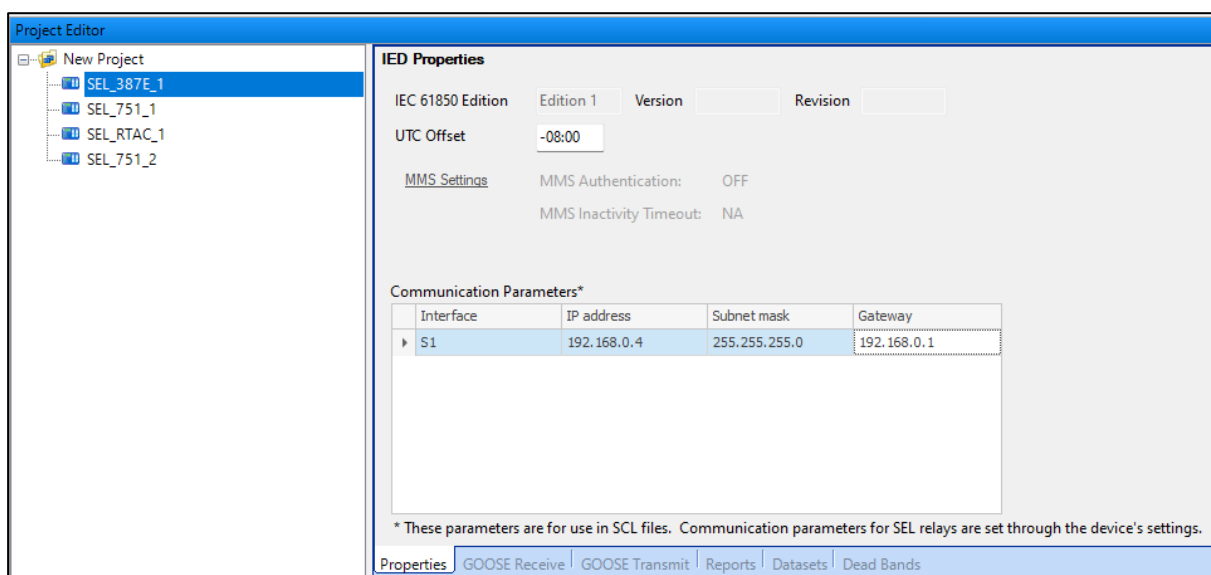 Project Editor
New Project
SEL_387E_1
SEL_751_1
SEL_RTAC_1
SEL_751_2
IED Properties
IEC 61850 Edition Edition 1 Version Revision
UTC Offset -08:00
MMS Settings MMS Authentication: OFF
MMS Inactivity Timeout: NA
Communication Parameters*
Interface IP address Subnet mask Gateway
S1 192.168.0.4 255.255.255.0 192.168.0.1
* These parameters are for use in SCL files. Communication parameters for SEL relays are set through the device's settings.
Properties GOOSE Receive GOOSE Transmit Reports Datasets Dead Bands